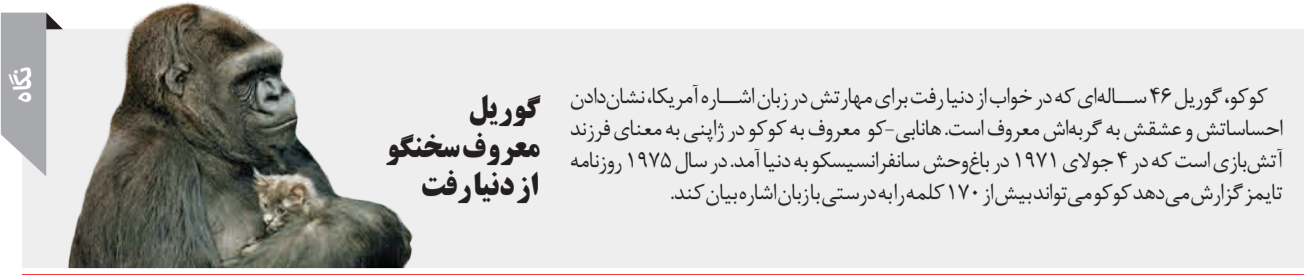 نگاه
گوریل
معروف سخنگو
از دنیا رفت
کوکو، گوریل ۴۶ ساله‌ای که در خواب از دنیا رفت برای مهارتش در زبان اشاره آمریکا، نشان‌دادن
احساساتش و عشقش به گربه‌اش معروف است. هانابی-کو معروف به کوکو در ژاپنی به معنای فرزند
آتش‌بازی است که در ۴ جولای ۱۹۷۱ در باغ‌وحش سانفرانسیسکو به دنیا آمد. در سال ۱۹۷۵ روزنامه
تایمز گزارش می‌دهد کوکو می‌تواند بیش از ۱۷۰ کلمه را به درستی با زبان اشاره بیان کند.